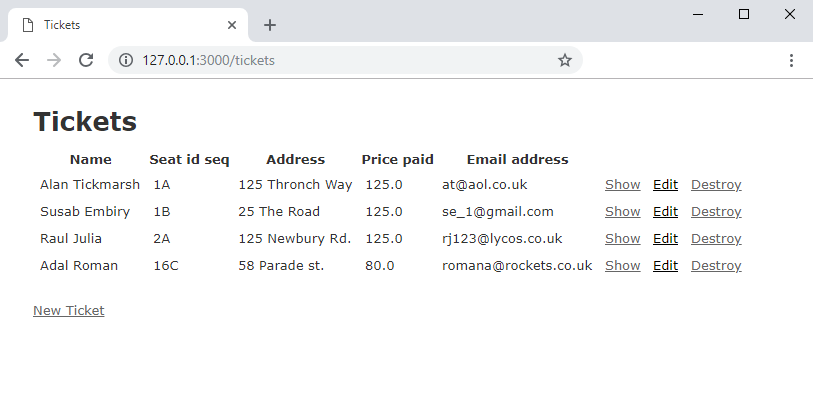 Tickets
127.0.0.1:3000/tickets
Tickets
Name Seat id seq Address Price paid Email address
Alan Tickmarsh 1A 125 Thronch Way 125.0 at@aol.co.uk Show Edit Destroy
Susab Embiry 1B 25 The Road 125.0 se_1@gmail.com Show Edit Destroy
Raul Julia 2A 125 Newbury Rd. 125.0 rj123@lycos.co.uk Show Edit Destroy
Adal Roman 16C 58 Parade st. 80.0 romana@rockets.co.uk Show Edit Destroy
New Ticket